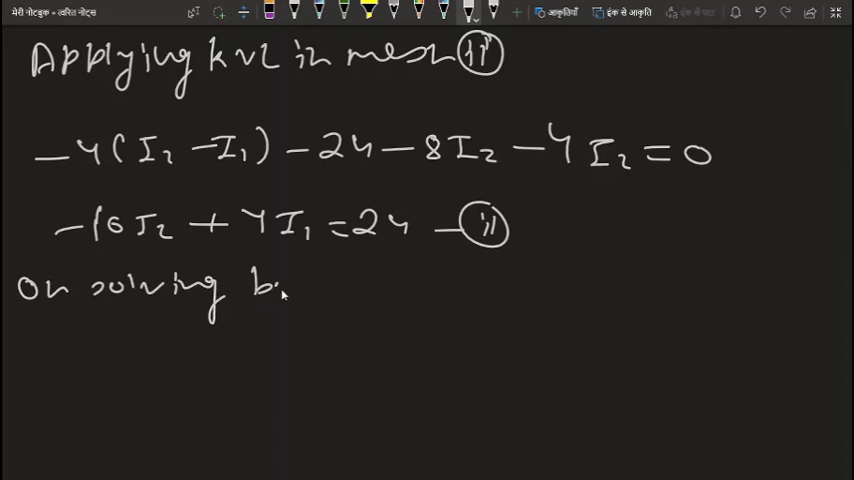 मेरी नोटबुक » त्वरित नोट्स
आकृतियाँ इंक से आकृति इंक से पाठ
Applying kvl in mesh ii
-4(I₂ -I₁) -24 -8I₂ -4I₂ = 0
-16I₂ + 4I₁ = 24 - ii
On solving b